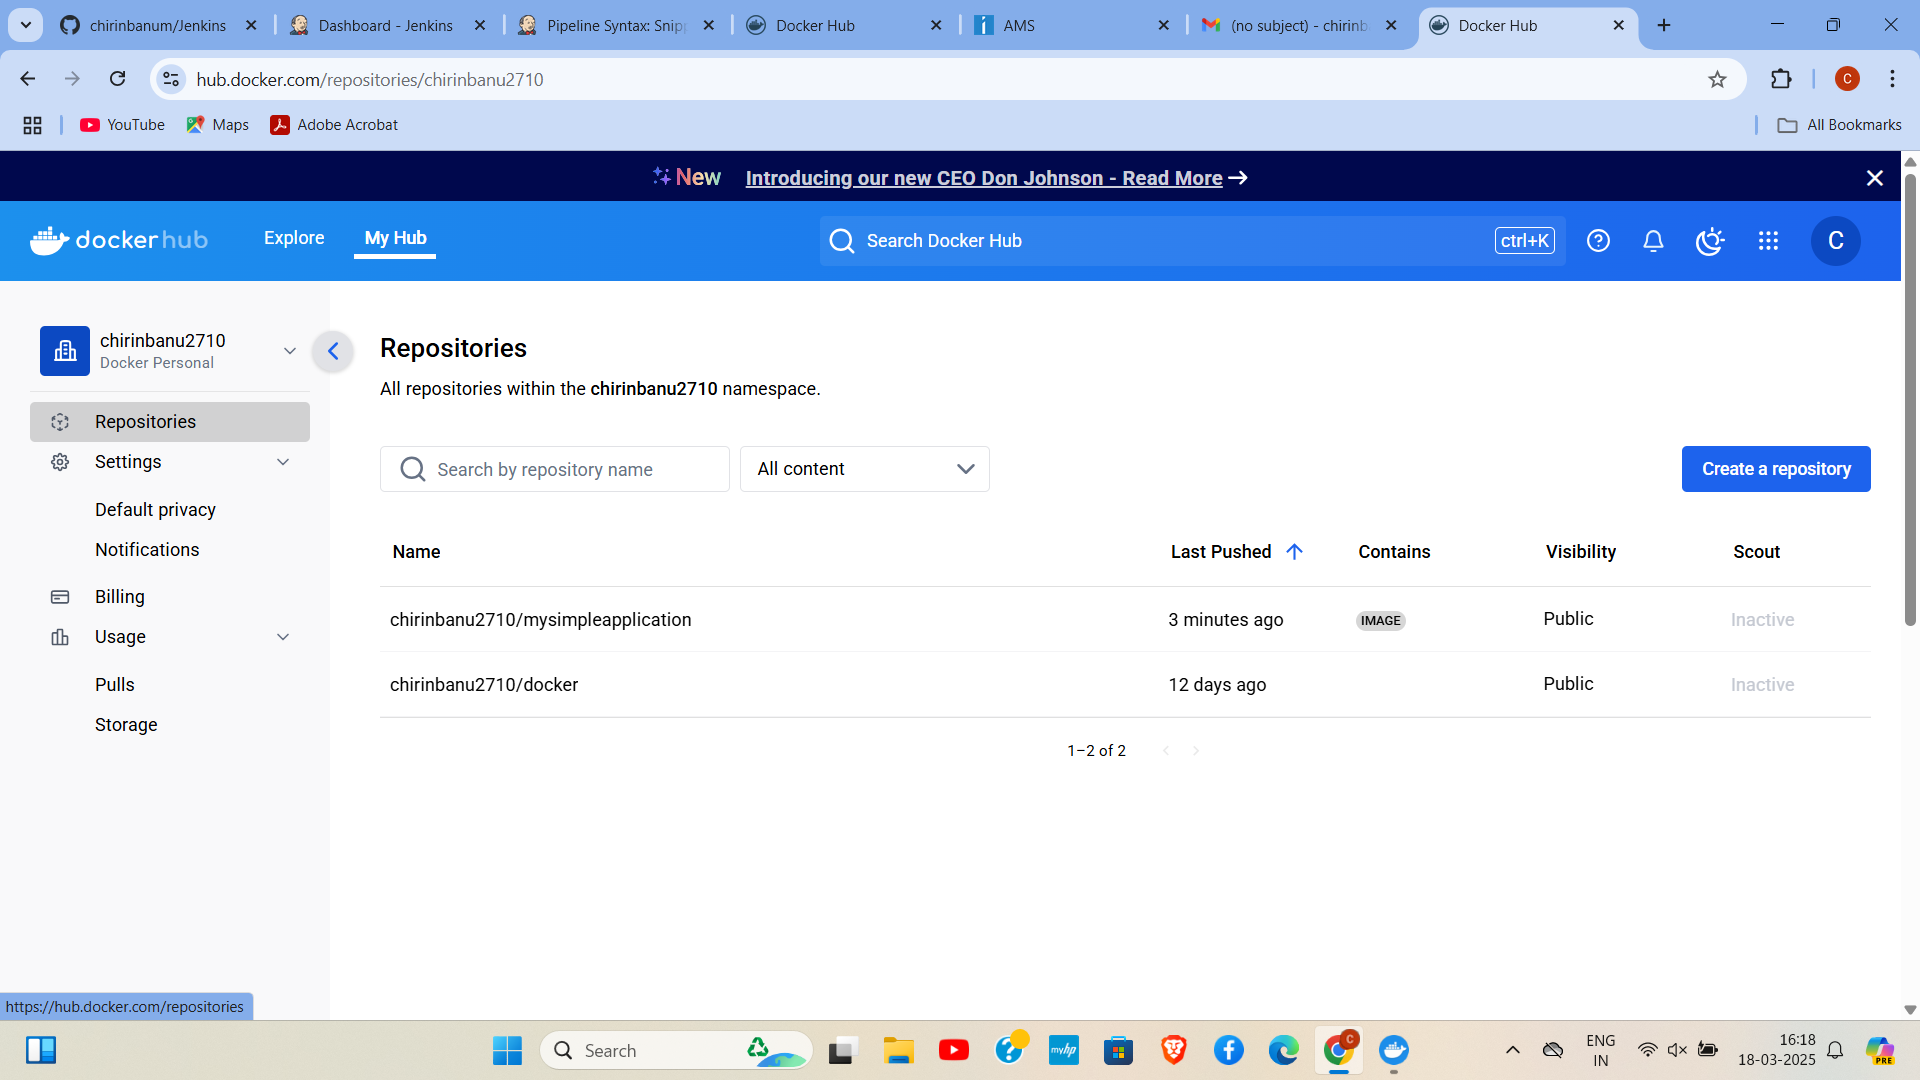 chirinbanum/Jenkins
Dashboard - Jenkins
Pipeline Syntax: Snipp
Docker Hub
AMS
(no subject) - chirinb
Docker Hub
hub.docker.com/repositories/chirinbanu2710
C
YouTube
Maps
Adobe Acrobat
All Bookmarks
New Introducing our new CEO Don Johnson - Read More
docker hub
Explore
My Hub
Search Docker Hub
ctrl+K
C
chirinbanu2710
Docker Personal
Repositories
Settings
Default privacy
Notifications
Billing
Usage
Pulls
Storage
Repositories
All repositories within the chirinbanu2710 namespace.
Search by repository name
All content
Create a repository
Name Last Pushed Contains Visibility Scout
chirinbanu2710/mysimpleapplication 3 minutes ago IMAGE Public Inactive
chirinbanu2710/docker 12 days ago Public Inactive
1–2 of 2
https://hub.docker.com/repositories
Search
myhp
C
ENG
IN
16:18
18-03-2025
PRE